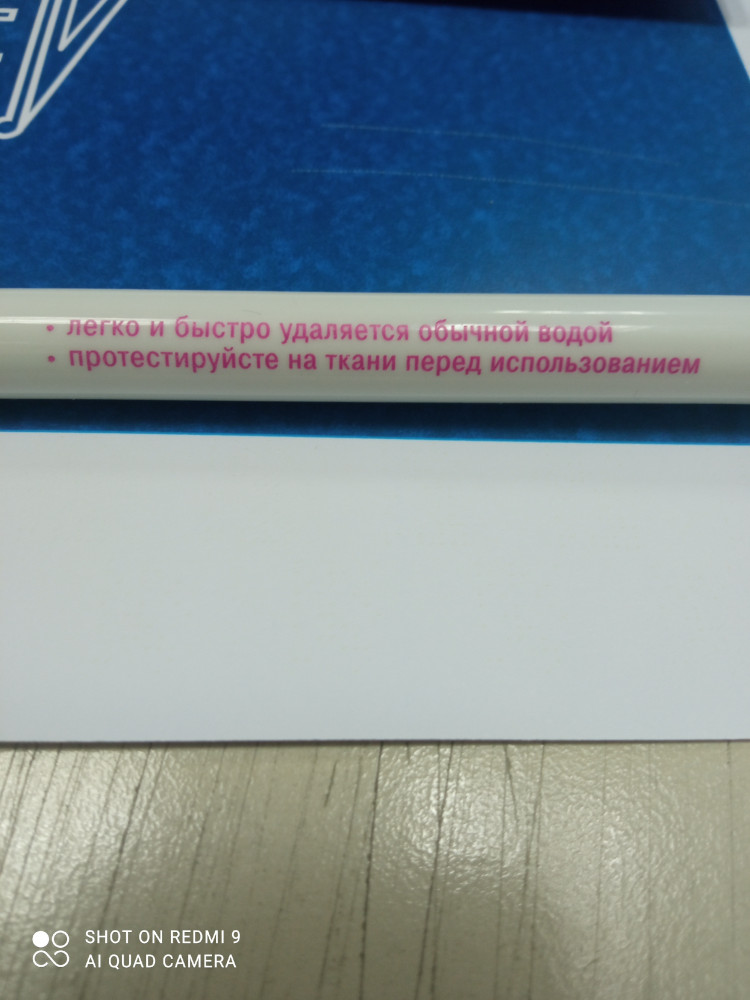 • легко и быстро удаляется обычной водой
• протестируйсте на ткани перед использованием
SHOT ON REDMI 9
AI QUAD CAMERA